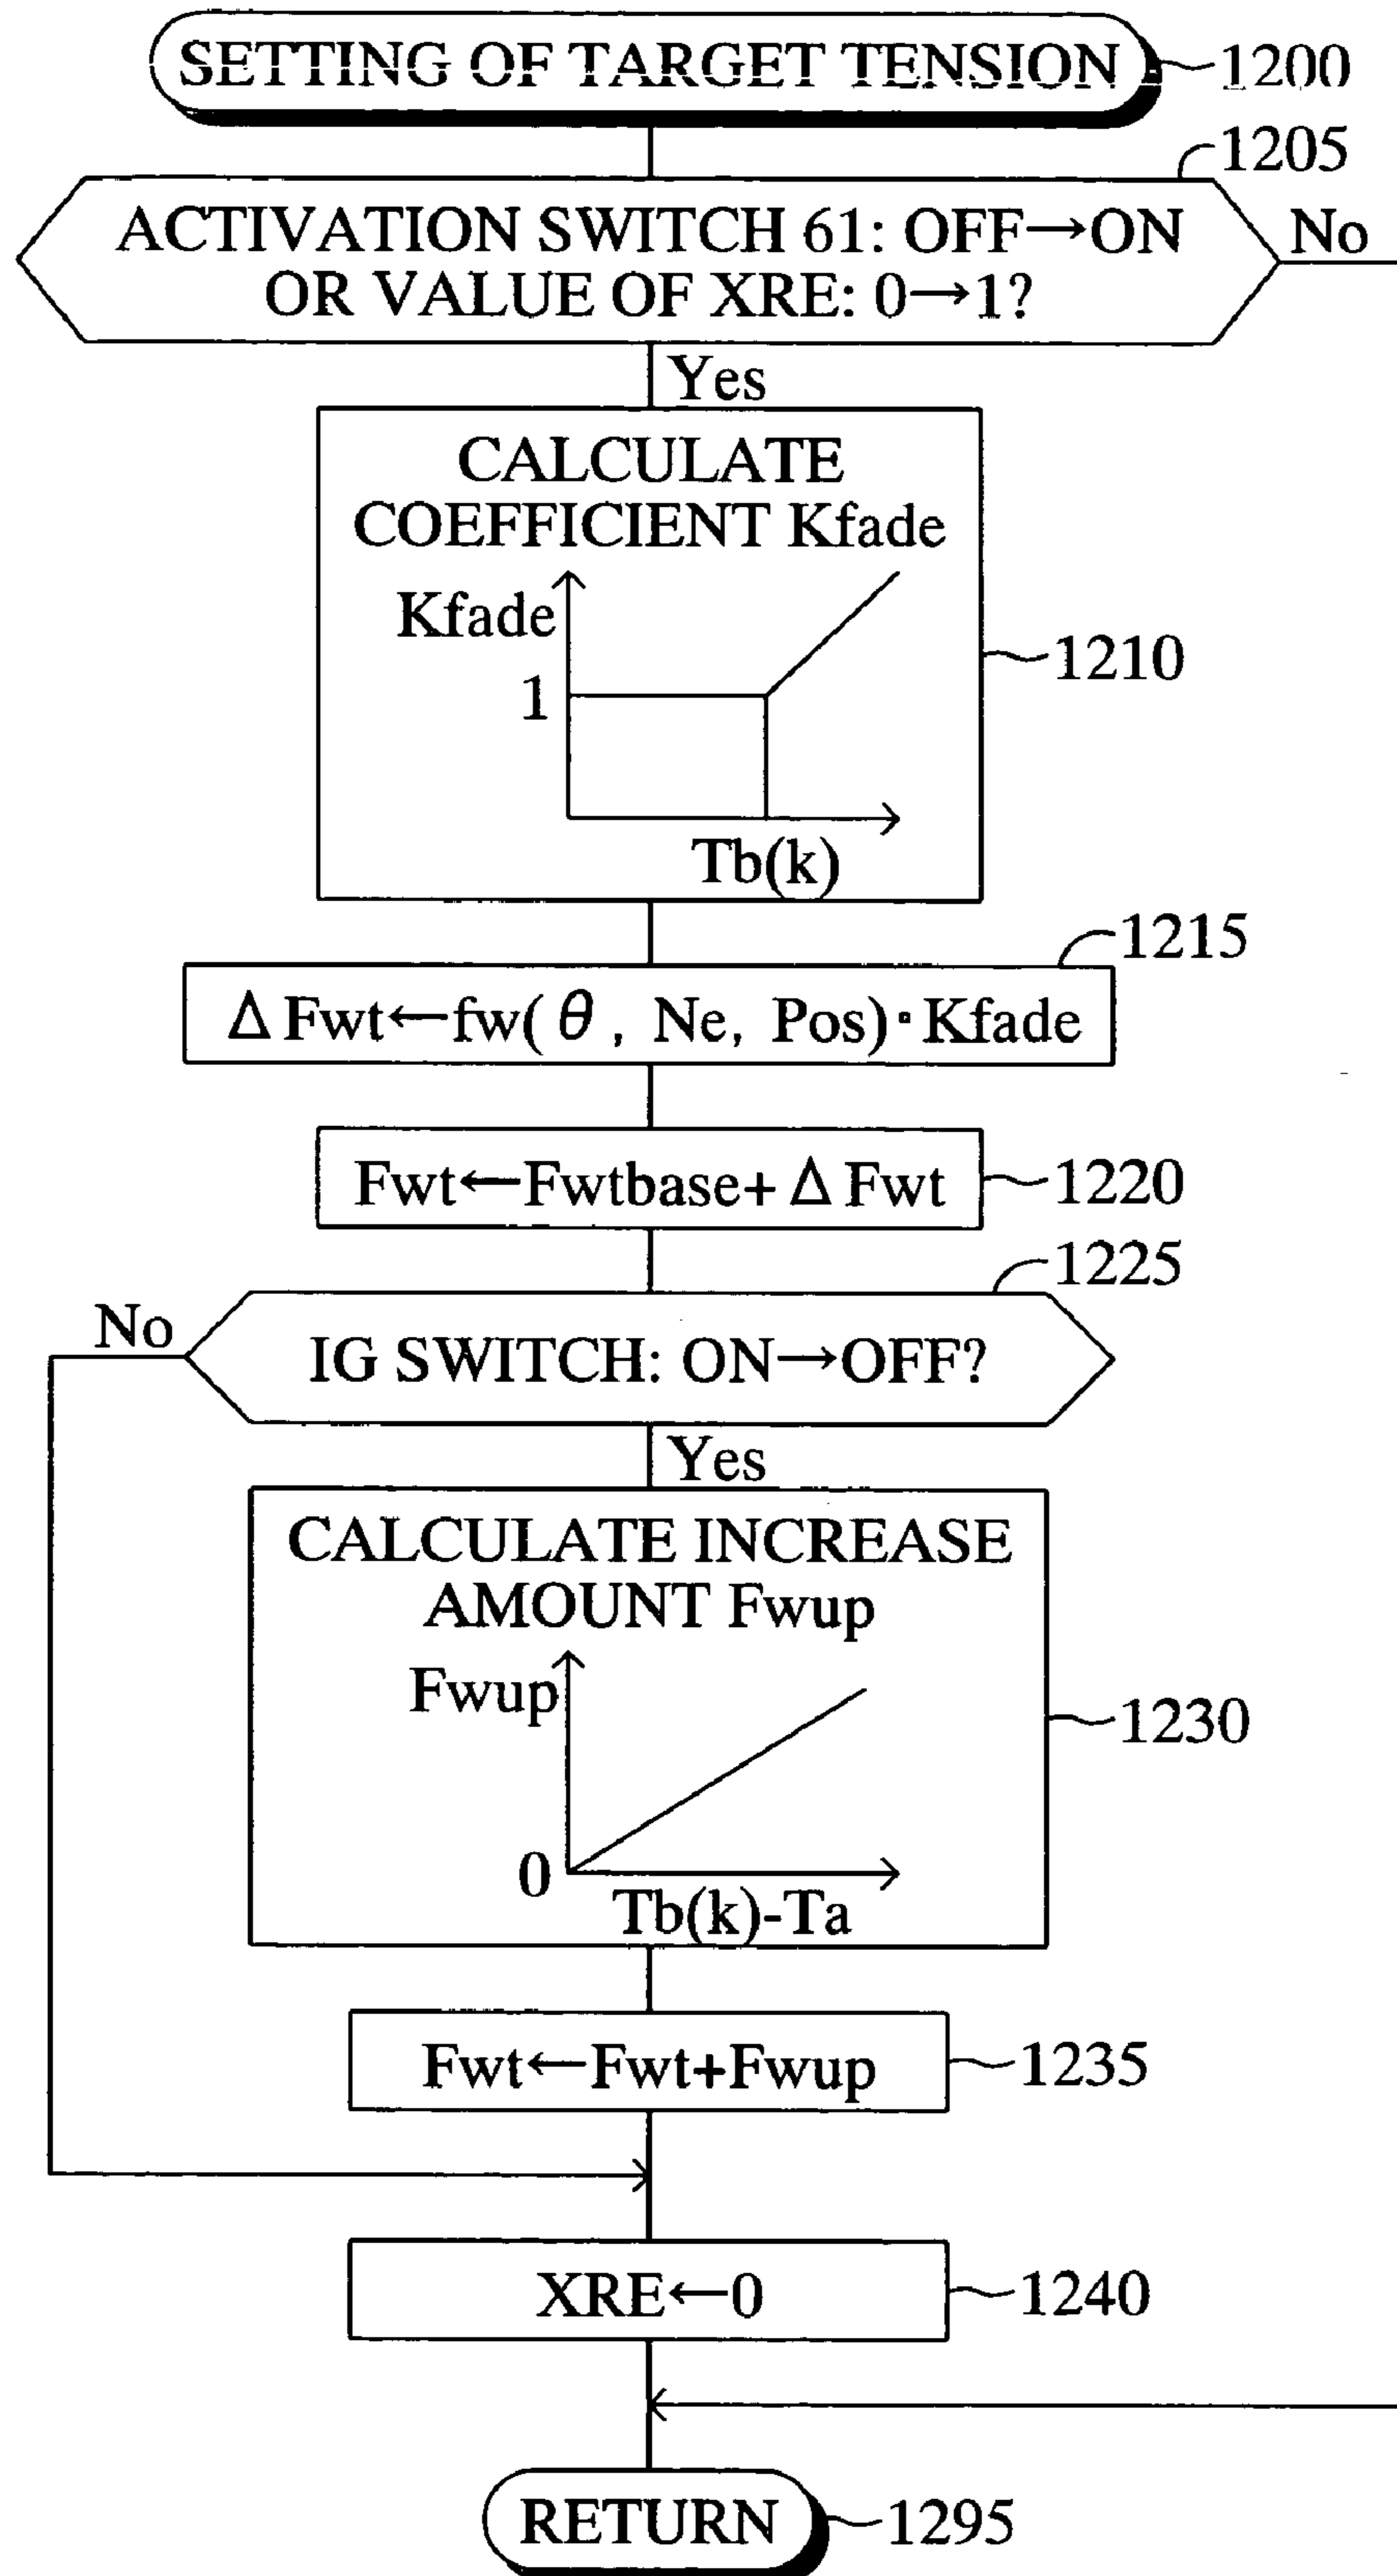 SETTING OF TARGET TENSION
1200
1205
ACTIVATION SWITCH 61: OFF→ON
OR VALUE OF XRE: 0→1?
No
Yes
CALCULATE
COEFFICIENT Kfade
Kfade
1
Tb(k)
1210
1215
ΔFwt←fw(θ, Ne, Pos)·Kfade
Fwt←Fwtbase+ΔFwt
1220
1225
No
IG SWITCH: ON→OFF?
Yes
CALCULATE INCREASE
AMOUNT Fwup
Fwup
0
Tb(k)-Ta
1230
Fwt←Fwt+Fwup
1235
XRE←0
1240
RETURN
1295